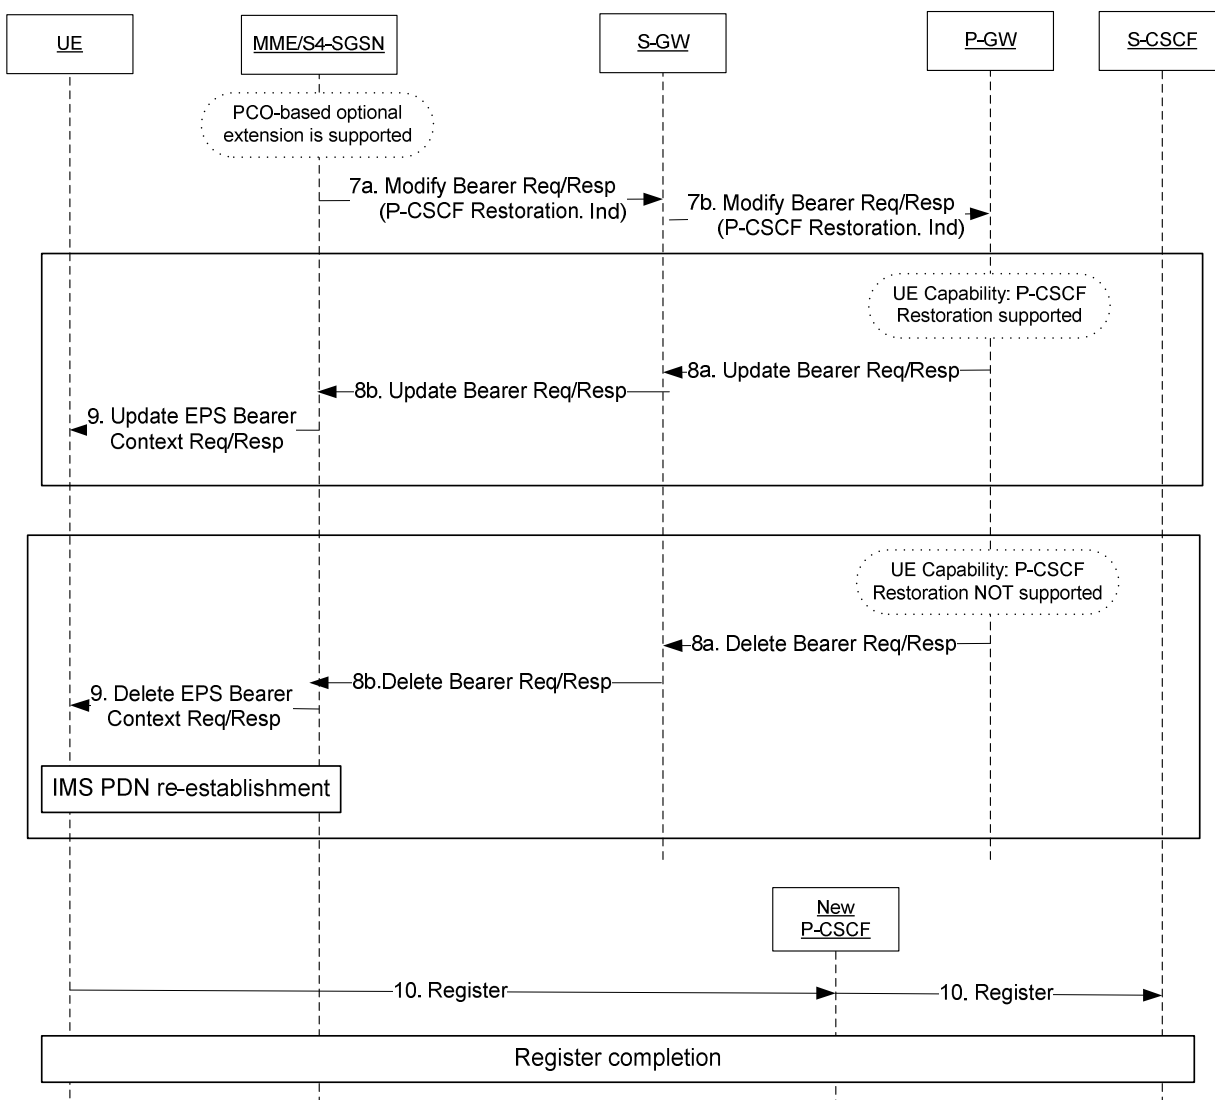 UE
MME/S4-SGSN
S-GW
P-GW
S-CSCF
PCO-based optional
extension is supported
7a. Modify Bearer Req/Resp
(P-CSCF Restoration. Ind)
7b. Modify Bearer Req/Resp
(P-CSCF Restoration. Ind)
UE Capability: P-CSCF
Restoration supported
8a. Update Bearer Req/Resp
8b. Update Bearer Req/Resp
9. Update EPS Bearer
Context Req/Resp
UE Capability: P-CSCF
Restoration NOT supported
8a. Delete Bearer Req/Resp
8b.Delete Bearer Req/Resp
9. Delete EPS Bearer
Context Req/Resp
IMS PDN re-establishment
New
P-CSCF
10. Register
10. Register
Register completion